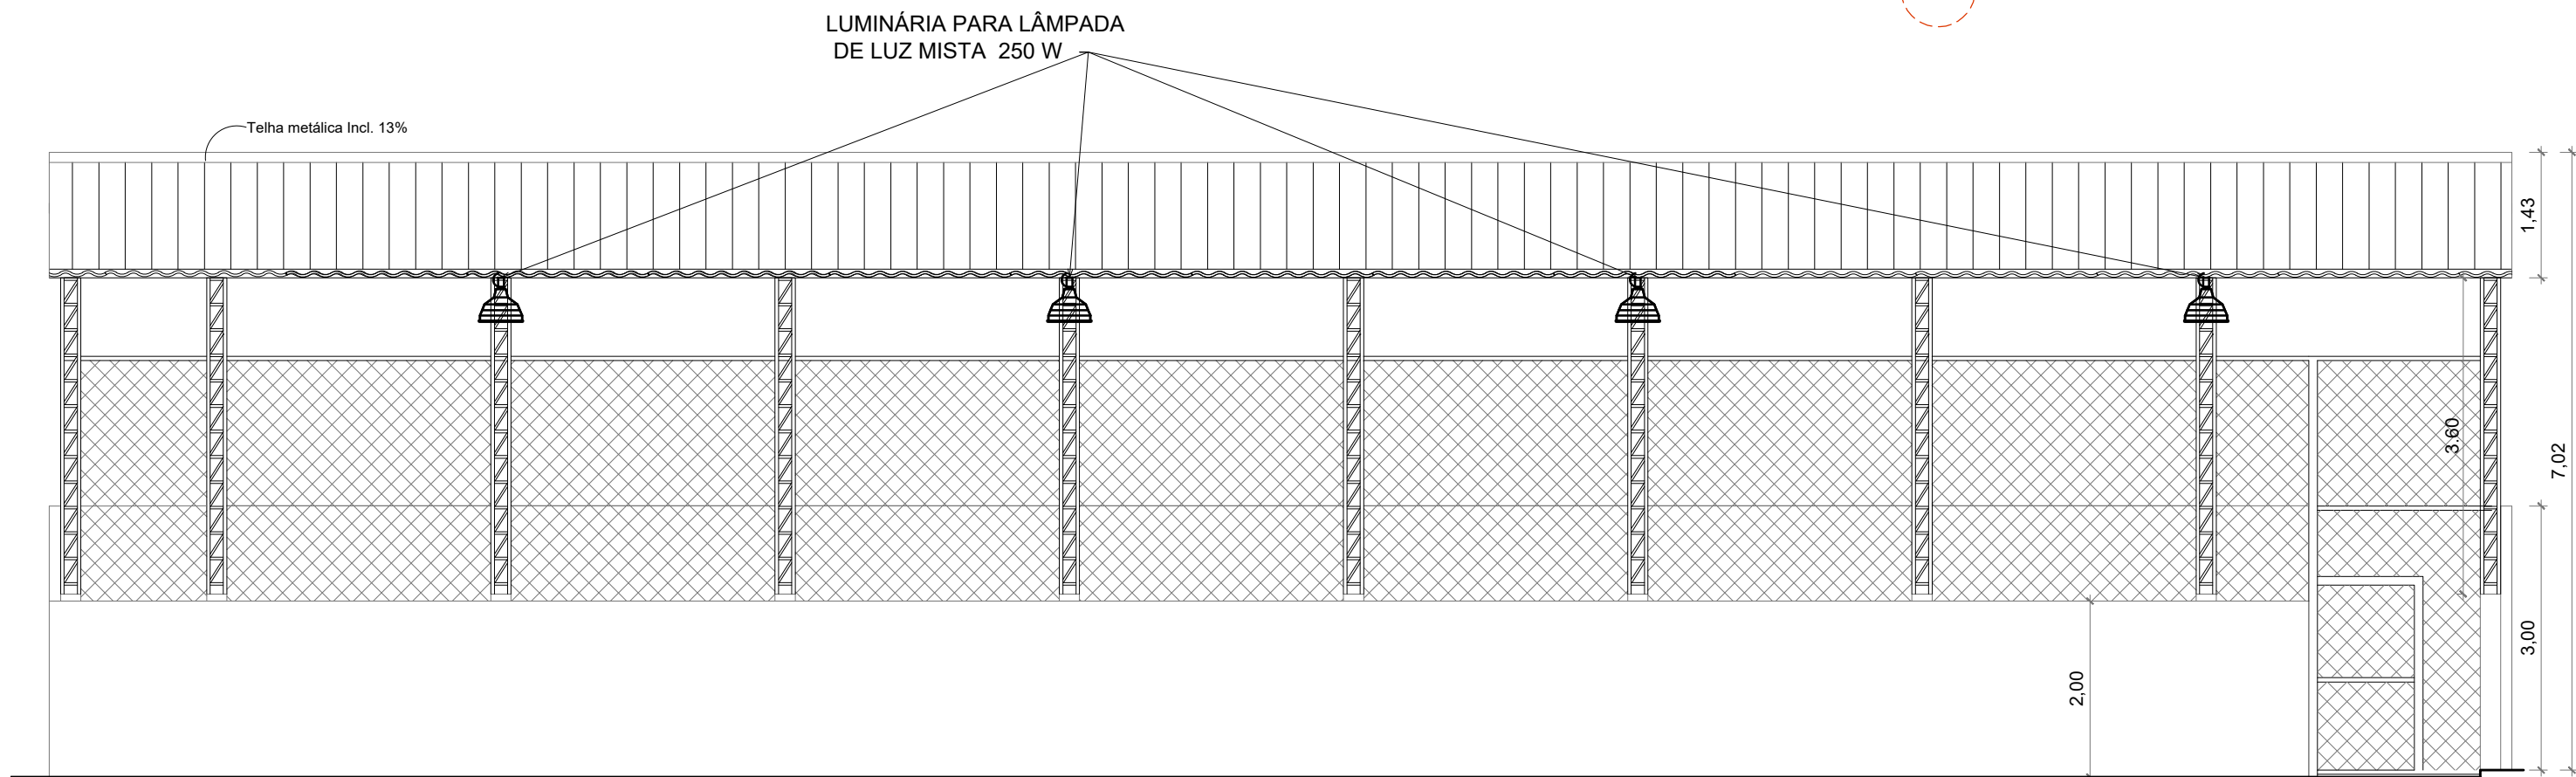 LUMINÁRIA PARA LÂMPADA
DE LUZ MISTA 250 W
Telha metálica Incl. 13%
1,43
3.60
7,02
3,00
2,00